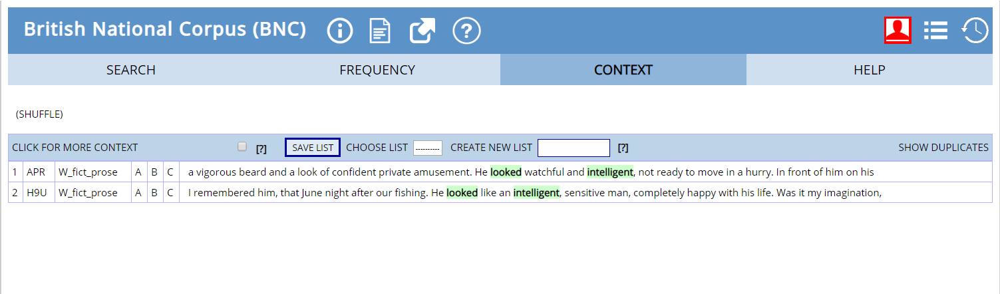 British National Corpus (BNC)
SEARCH FREQUENCY CONTEXT HELP
(SHUFFLE)
CLICK FOR MORE CONTEXT [?] SAVE LIST CHOOSE LIST ---------- CREATE NEW LIST [?] SHOW DUPLICATES
1 APR W_fict_prose A B C a vigorous beard and a look of confident private amusement. He looked watchful and intelligent, not ready to move in a hurry. In front of him on his
2 H9U W_fict_prose A B C I remembered him, that June night after our fishing. He looked like an intelligent, sensitive man, completely happy with his life. Was it my imagination,